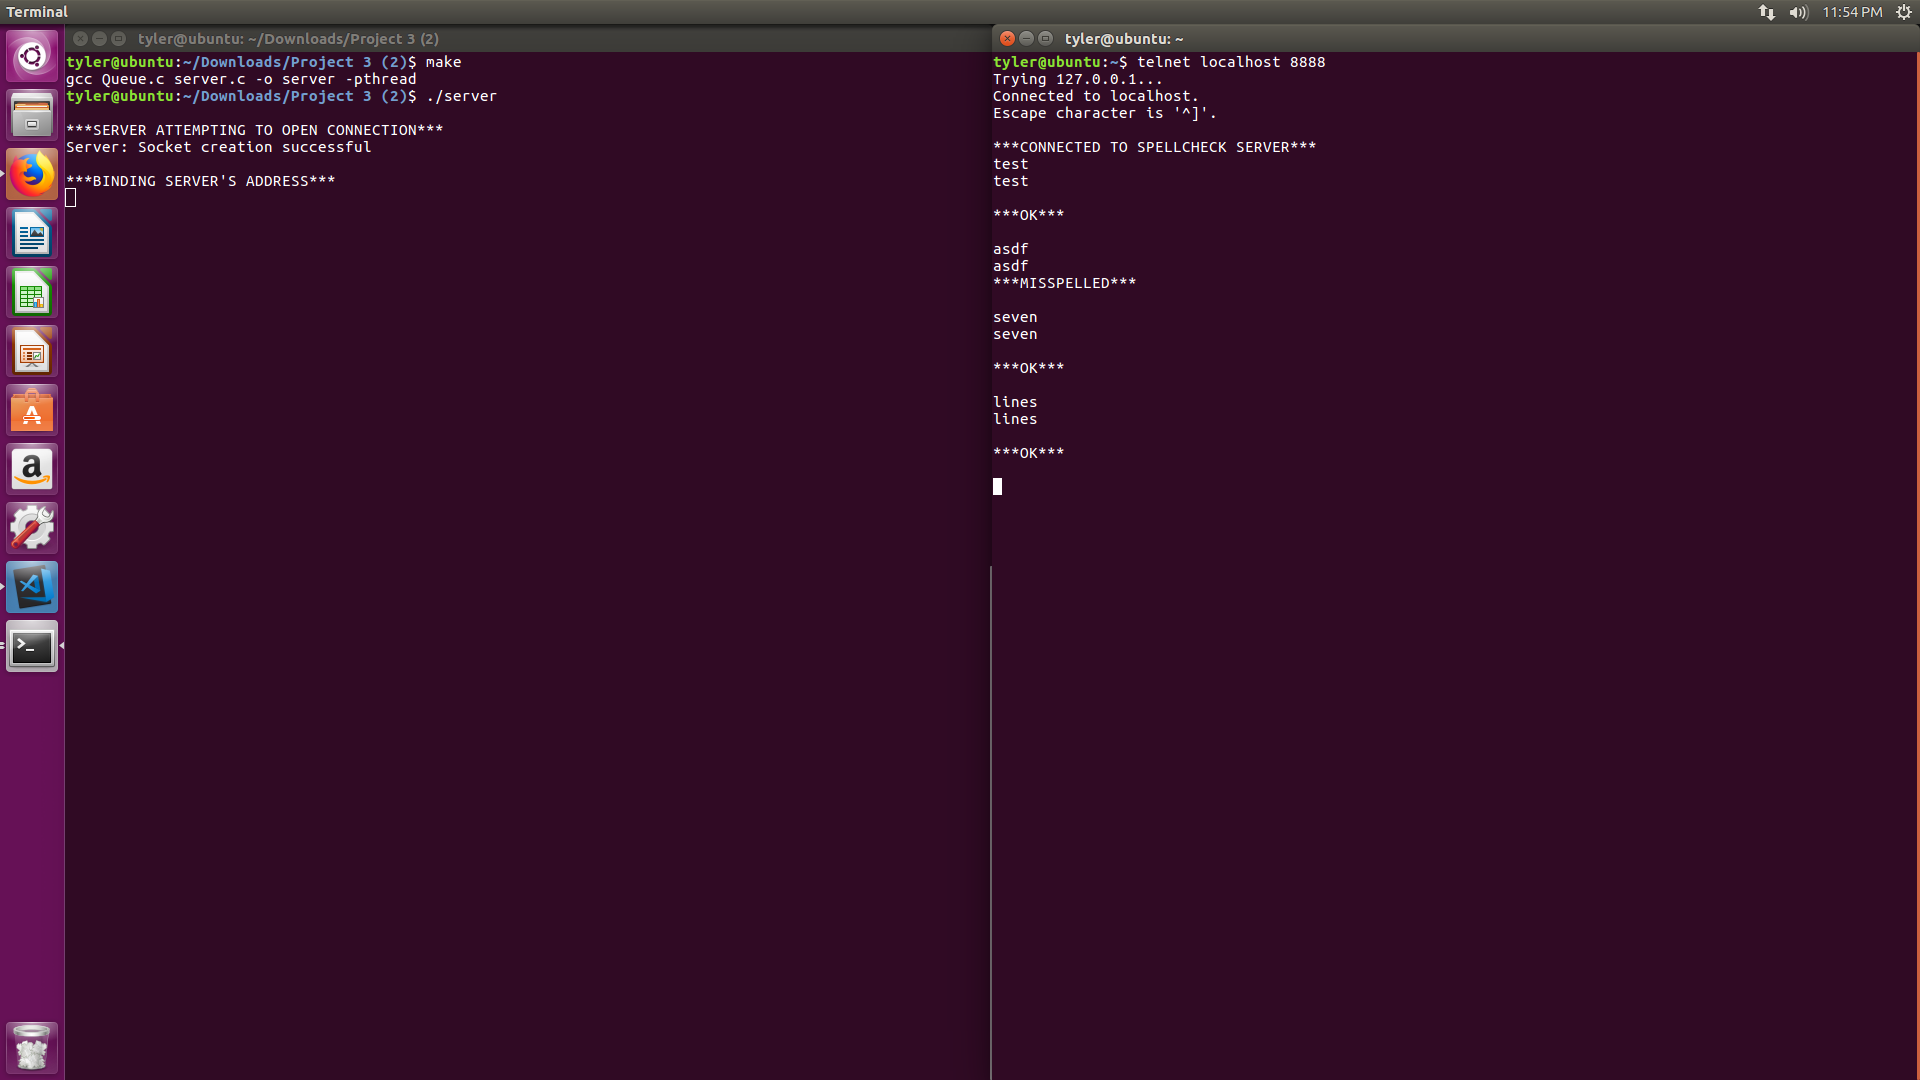 Terminal
11:54 PM
tyler@ubuntu: ~/Downloads/Project 3 (2)
tyler@ubuntu:~/Downloads/Project 3 (2)$ make
gcc Queue.c server.c -o server -pthread
tyler@ubuntu:~/Downloads/Project 3 (2)$ ./server
***SERVER ATTEMPTING TO OPEN CONNECTION***
Server: Socket creation successful
***BINDING SERVER'S ADDRESS***
tyler@ubuntu: ~
tyler@ubuntu:~$ telnet localhost 8888
Trying 127.0.0.1...
Connected to localhost.
Escape character is '^]'.
***CONNECTED TO SPELLCHECK SERVER***
test
test
***OK***
asdf
asdf
***MISSPELLED***
seven
seven
***OK***
lines
lines
***OK***